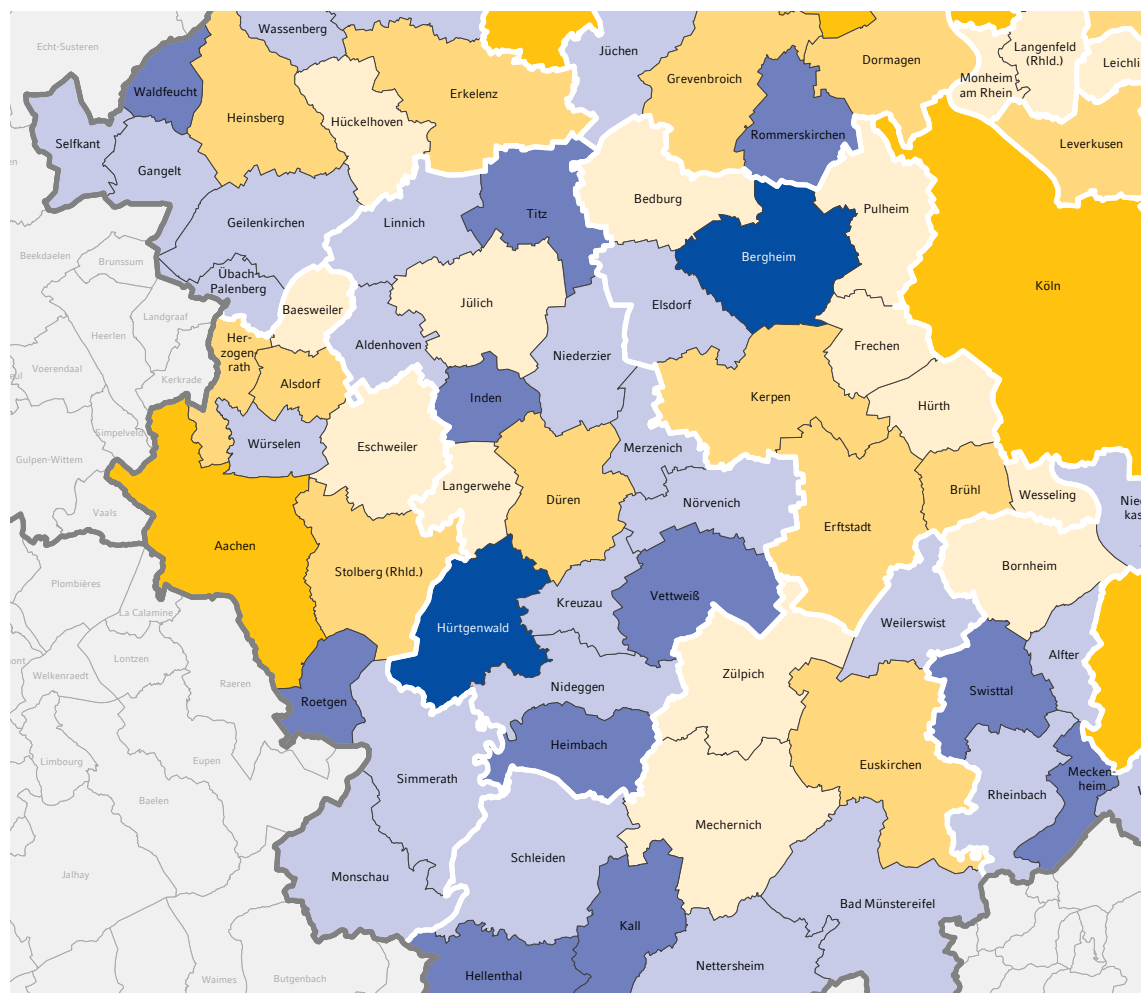 Echt-Susteren
Wassenberg
Jüchen
Grevenbroich
Dormagen
Langenfeld
(Rhld.)
Leichli
Monheim
am Rhein
Waldfeucht
Heinsberg
Hückelhoven
Erkelenz
Rommerskirchen
Leverkusen
Selfkant
Gangelt
en
Geilenkirchen
Linnich
Titz
Bedburg
Pulheim
Beekdaelen
Brunssum
Bergheim
Köln
Übach-
Palenberg
Jülich
Elsdorf
Baesweiler
Landgraaf
Heerlen
Her-
zogen-
rath
Aldenhoven
Niederzier
Frechen
Voerendaal
Kerkrade
Alsdorf
Inden
Kerpen
Hürth
Simpelveld
Würselen
Eschweiler
Merzenich
Gulpen-Wittem
Langerwehe
Düren
Nörvenich
Brühl
Wesseling
Nied
kas
Vaals
Erftstadt
Aachen
Stolberg (Rhld.)
Bornheim
Plombières
Kreuzau
Vettweiß
La Calamine
Hürtgenwald
Weilerswist
Alfter
Lontzen
Welkenraedt
Raeren
Zülpich
Nideggen
Swisttal
Roetgen
Heimbach
Limbourg
Eupen
Simmerath
Euskirchen
Mecken-
heim
Rheinbach
Baelen
Mechernich
Schleiden
Jalhay
Monschau
Bad Münstereifel
Kall
Nettersheim
Hellenthal
Waimes
Butgenbach